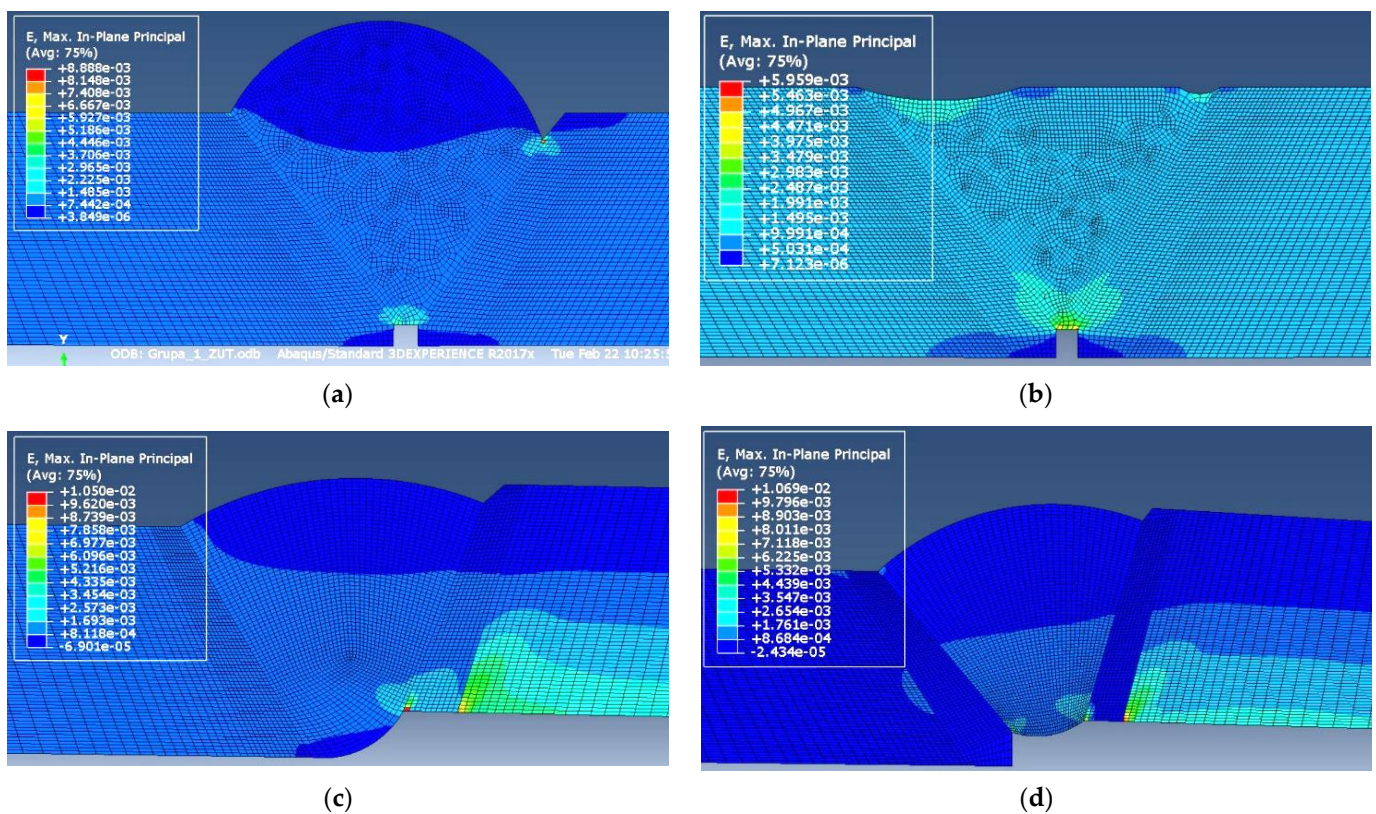 E, Max. In-Plane Principal
(Avg: 75%)
+8.888e-03
+8.148e-03
+7.408e-03
+6.667e-03
+5.927e-03
+5.186e-03
+4.446e-03
+3.706e-03
+2.965e-03
+2.225e-03
+1.485e-03
+7.442e-04
+3.849e-06
Y
ODB: Grupa_1_ZUT.odb Abaqus/Standard 3DEXPERIENCE R2017x Tue Feb 22 10:25:5
(a)
E, Max. In-Plane Principal
(Avg: 75%)
+5.959e-03
+5.463e-03
+4.967e-03
+4.471e-03
+3.975e-03
+3.479e-03
+2.983e-03
+2.487e-03
+1.991e-03
+1.495e-03
+9.991e-04
+5.031e-04
+7.123e-06
(b)
E, Max. In-Plane Principal
(Avg: 75%)
+1.050e-02
+9.620e-03
+8.739e-03
+7.858e-03
+6.977e-03
+6.096e-03
+5.216e-03
+4.335e-03
+3.454e-03
+2.573e-03
+1.693e-03
+8.118e-04
-6.901e-05
(c)
E, Max. In-Plane Principal
(Avg: 75%)
+1.069e-02
+9.796e-03
+8.903e-03
+8.011e-03
+7.118e-03
+6.225e-03
+5.332e-03
+4.439e-03
+3.547e-03
+2.654e-03
+1.761e-03
+8.684e-04
-2.434e-05
(d)